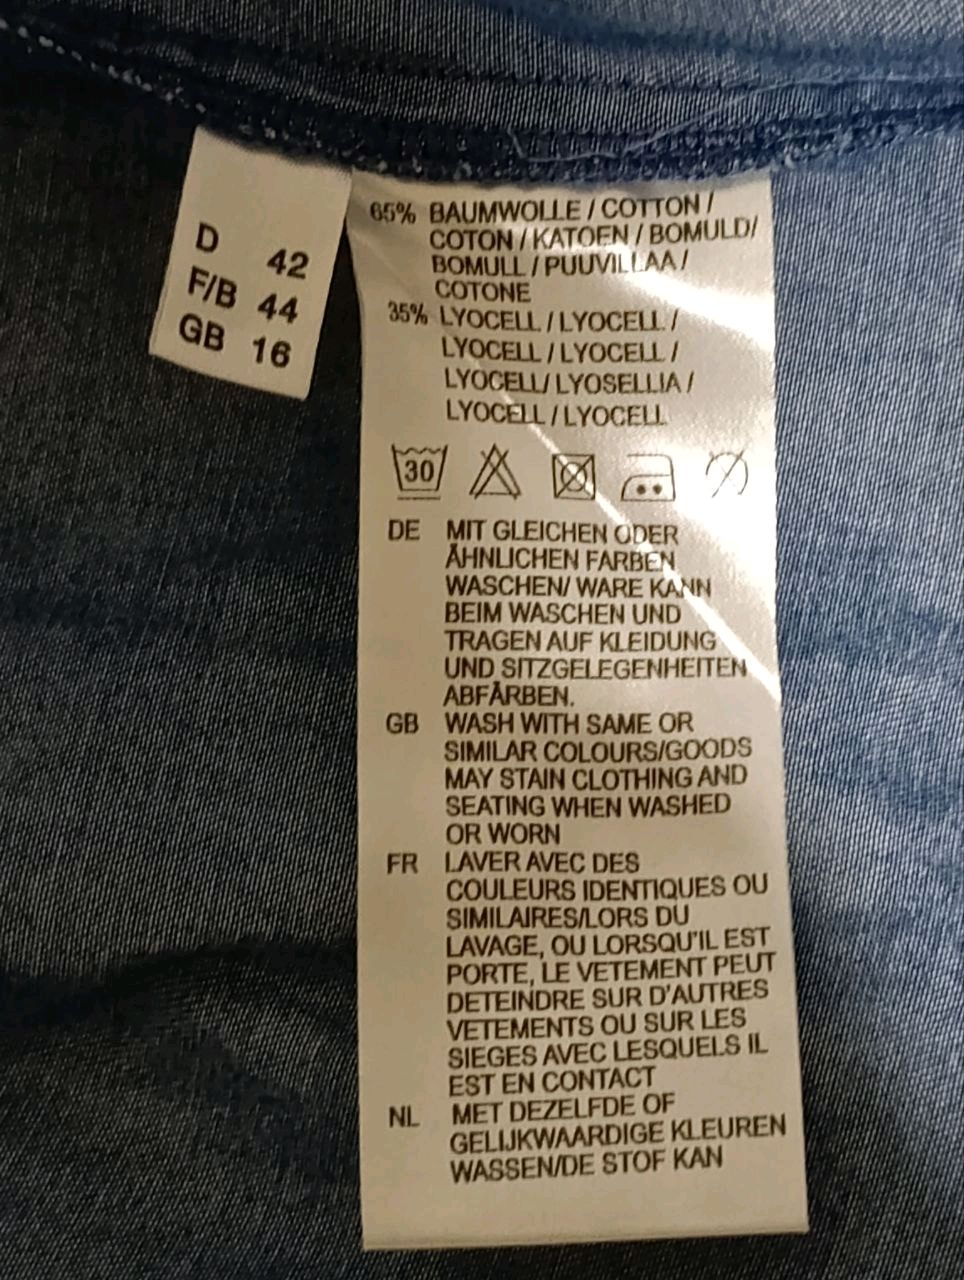 D 42
F/B 44
GB 16
65% BAUMWOLLE / COTTON /
COTON / KATOEN / BOMULD/
BOMULL / PUUVILLAA /
COTONE
35% LYOCELL / LYOCELL /
LYOCELL / LYOCELL /
LYOCELL/ LYOSELLIA /
LYOCELL / LYOCELL
30
DE MIT GLEICHEN ODER
ÄHNLICHEN FARBEN
WASCHEN/ WARE KANN
BEIM WASCHEN UND
TRAGEN AUF KLEIDUNG
UND SITZGELEGENHEITEN
ABFÄRBEN.
GB WASH WITH SAME OR
SIMILAR COLOURS/GOODS
MAY STAIN CLOTHING AND
SEATING WHEN WASHED
OR WORN
FR LAVER AVEC DES
COULEURS IDENTIQUES OU
SIMILAIRES/LORS DU
LAVAGE, OU LORSQU'IL EST
PORTE, LE VETEMENT PEUT
DETEINDRE SUR D'AUTRES
VETEMENTS OU SUR LES
SIEGES AVEC LESQUELS IL
EST EN CONTACT
NL MET DEZELFDE OF
GELIJKWAARDIGE KLEUREN
WASSEN/DE STOF KAN